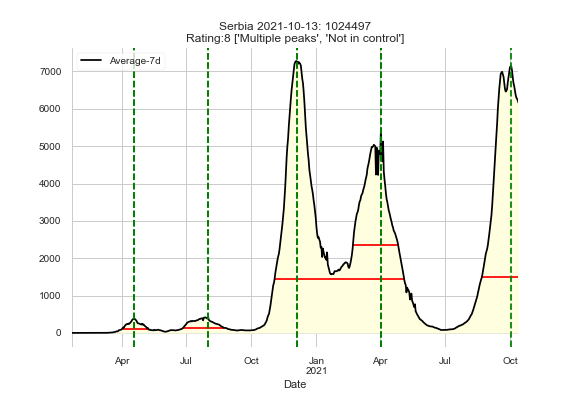 Serbia 2021-10-13: 1024497
Rating:8 ['Multiple peaks', 'Not in control']
Average-7d
7000
6000
5000
4000
3000
2000
1000
0
Apr Jul Oct Jan Apr Jul Oct
2021
Date